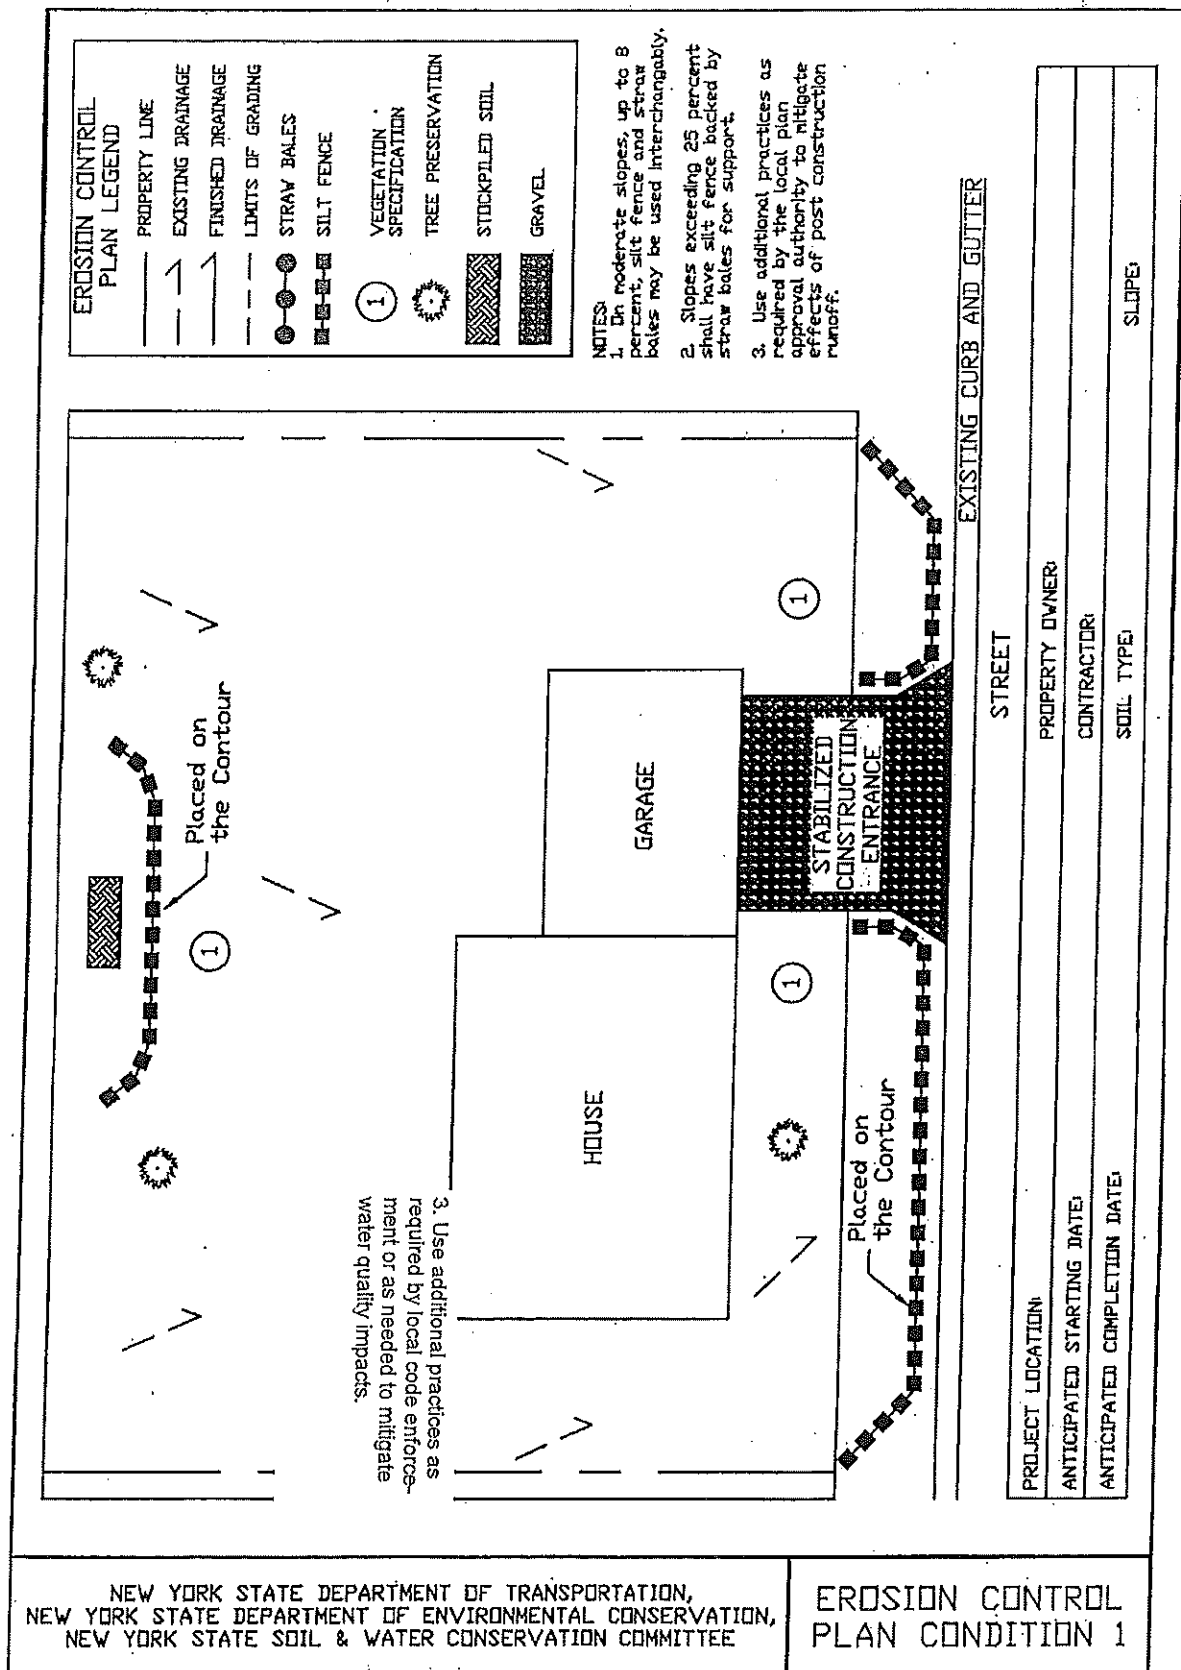 EROSION CONTROL
PLAN LEGEND
PROPERTY LINE
EXISTING DRAINAGE
FINISHED DRAINAGE
LIMITS OF GRADING
STRAW BALES
SILT FENCE
1
VEGETATION
SPECIFICATION
TREE PRESERVATION
STOCKPILED SOIL
GRAVEL
NOTES:
1. On moderate slopes, up to 8
percent, silt fence and straw
bales may be used interchangably.
2. Slopes exceeding 25 percent
shall have silt fence backed by
straw bales for support.
3. Use additional practices as
required by the local plan
approval authority to mitigate
effects of post construction
runoff.
Placed on
the Contour
1
GARAGE
HOUSE
1
1
STABILIZED
CONSTRUCTION
ENTRANCE
3. Use additional practices as
required by local code enforce-
ment or as needed to mitigate
water quality impacts.
Placed on
the Contour
EXISTING CURB AND GUTTER
STREET
PROJECT LOCATION:
PROPERTY OWNER:
ANTICIPATED STARTING DATE:
CONTRACTOR:
ANTICIPATED COMPLETION DATE:
SOIL TYPE:
SLOPE:
NEW YORK STATE DEPARTMENT OF TRANSPORTATION,
NEW YORK STATE DEPARTMENT OF ENVIRONMENTAL CONSERVATION,
NEW YORK STATE SOIL & WATER CONSERVATION COMMITTEE
EROSION CONTROL
PLAN CONDITION 1